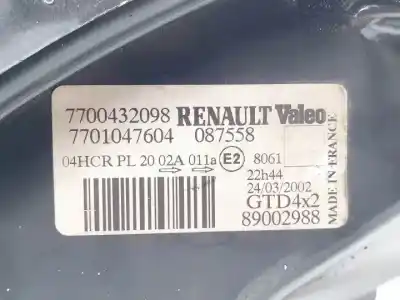 7700432098 RENAULT Valeo
7701047604 087558
04HCR PL 20 02A 011a E2 8061
22h44
24/03/2002
GTD4x2
89002988
MADE IN FRANCE